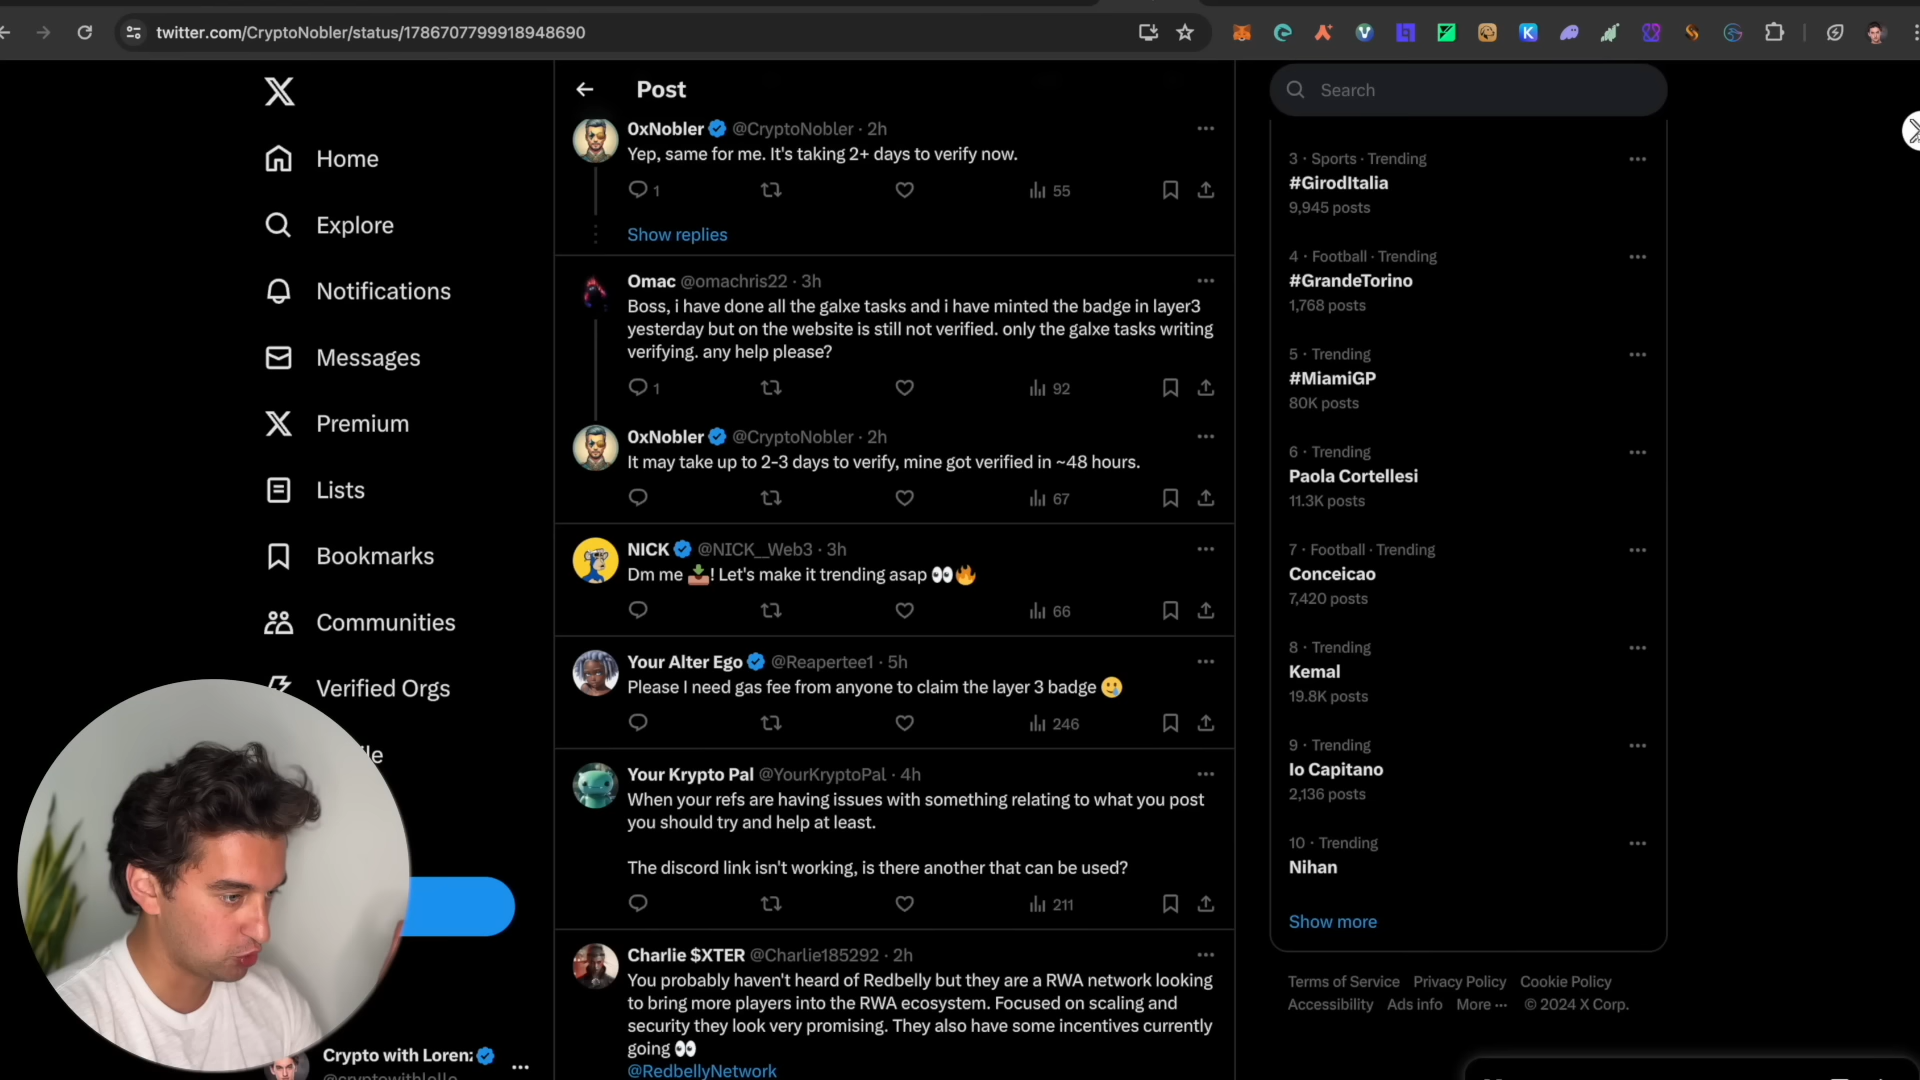 twitter.com/CryptoNobler/status/1786707799918948690
Home
Explore
Notifications
Messages
Premium
Lists
Bookmarks
Communities
Verified Orgs
Crypto with Loren
Post
0xNobler @CryptoNobler · 2h
Yep, same for me. It's taking 2+ days to verify now.
1 55
Show replies
Omac @omachris22 · 3h
Boss, i have done all the galxe tasks and i have minted the badge in layer3
yesterday but on the website is still not verified. only the galxe tasks writing
verifying. any help please?
1 92
0xNobler @CryptoNobler · 2h
It may take up to 2-3 days to verify, mine got verified in ~48 hours.
67
NICK @NICK__Web3 · 3h
Dm me 📥! Let's make it trending asap 👀🔥
66
Your Alter Ego @Reapertee1 · 5h
Please I need gas fee from anyone to claim the layer 3 badge 🥲
246
Your Krypto Pal @YourKryptoPal · 4h
When your refs are having issues with something relating to what you post
you should try and help at least.
The discord link isn't working, is there another that can be used?
211
Charlie $XTER @Charlie185292 · 2h
You probably haven't heard of Redbelly but they are a RWA network looking
to bring more players into the RWA ecosystem. Focused on scaling and
security they look very promising. They also have some incentives currently
going 👀
@RedbellyNetwork
Search
3 · Sports · Trending
#GirodItalia
9,945 posts
4 · Football · Trending
#GrandeTorino
1,768 posts
5 · Trending
#MiamiGP
80K posts
6 · Trending
Paola Cortellesi
11.3K posts
7 · Football · Trending
Conceicao
7,420 posts
8 · Trending
Kemal
19.8K posts
9 · Trending
Io Capitano
2,136 posts
10 · Trending
Nihan
Show more
Terms of Service Privacy Policy Cookie Policy
Accessibility Ads info More ··· © 2024 X Corp.